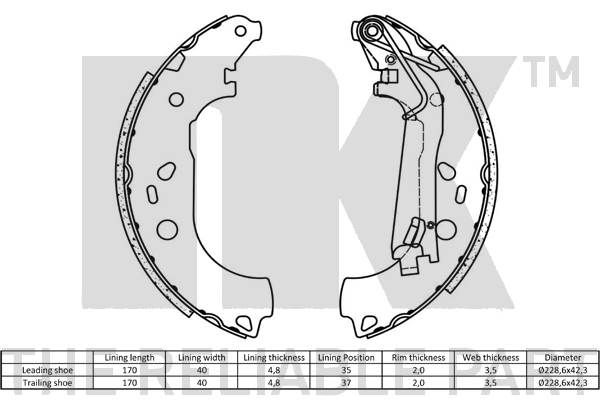 NK™
Lining length Lining width Lining thickness Lining Position Rim thickness Web thickness Diameter
Leading shoe 170 40 4,8 35 2,0 3,5 Ø228,6x42,3
Trailing shoe 170 40 4,8 37 2,0 3,5 Ø228,6x42,3
THE RELIABLE PART